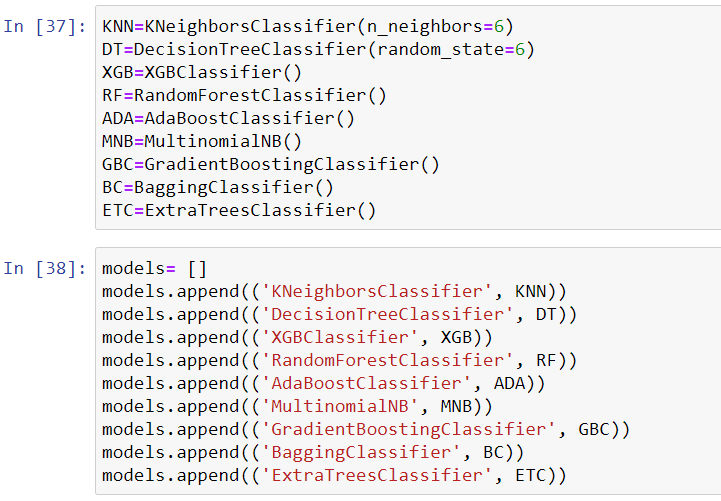 In [37]: KNN=KNeighborsClassifier(n_neighbors=6)
DT=DecisionTreeClassifier(random_state=6)
XGB=XGBClassifier()
RF=RandomForestClassifier()
ADA=AdaBoostClassifier()
MNB=MultinomialNB()
GBC=GradientBoostingClassifier()
BC=BaggingClassifier()
ETC=ExtraTreesClassifier()
In [38]: models= []
models.append(('KNeighborsClassifier', KNN))
models.append(('DecisionTreeClassifier', DT))
models.append(('XGBClassifier', XGB))
models.append(('RandomForestClassifier', RF))
models.append(('AdaBoostClassifier', ADA))
models.append(('MultinomialNB', MNB))
models.append(('GradientBoostingClassifier', GBC))
models.append(('BaggingClassifier', BC))
models.append(('ExtraTreesClassifier', ETC))